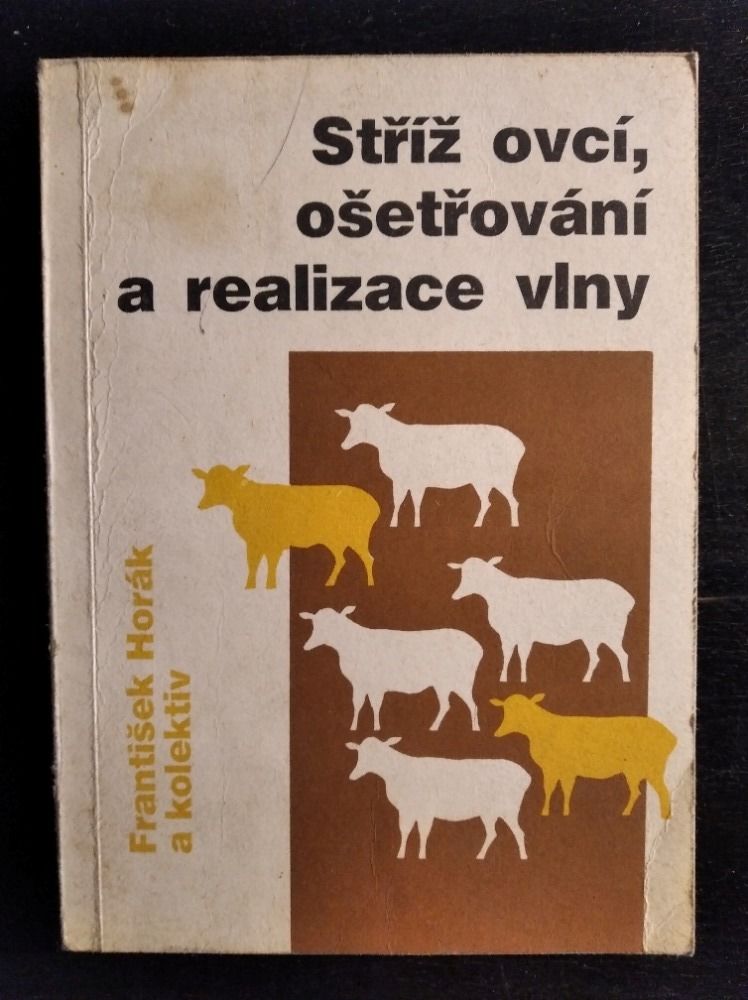 Stříž ovcí,
ošetřování
a realizace vlny
František Horák
a kolektiv